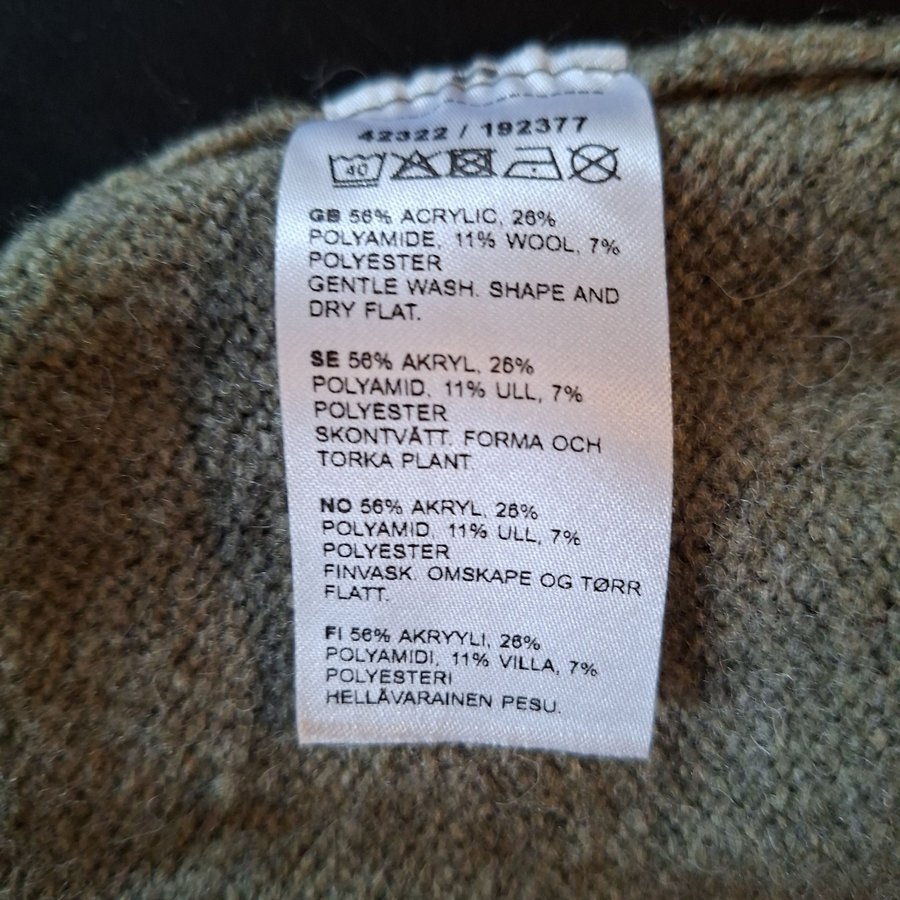 42322 / 192377
40
GB 56% ACRYLIC, 26%
POLYAMIDE, 11% WOOL, 7%
POLYESTER
GENTLE WASH. SHAPE AND
DRY FLAT.
SE 56% AKRYL, 26%
POLYAMID, 11% ULL, 7%
POLYESTER
SKONTVÄTT. FORMA OCH
TORKA PLANT
NO 56% AKRYL, 26%
POLYAMID, 11% ULL, 7%
POLYESTER
FINVASK. OMSKAPE OG TØRR
FLATT.
FI 56% AKRYYLI, 26%
POLYAMIDI, 11% VILLA, 7%
POLYESTERI
HELLÄVARAINEN PESU.